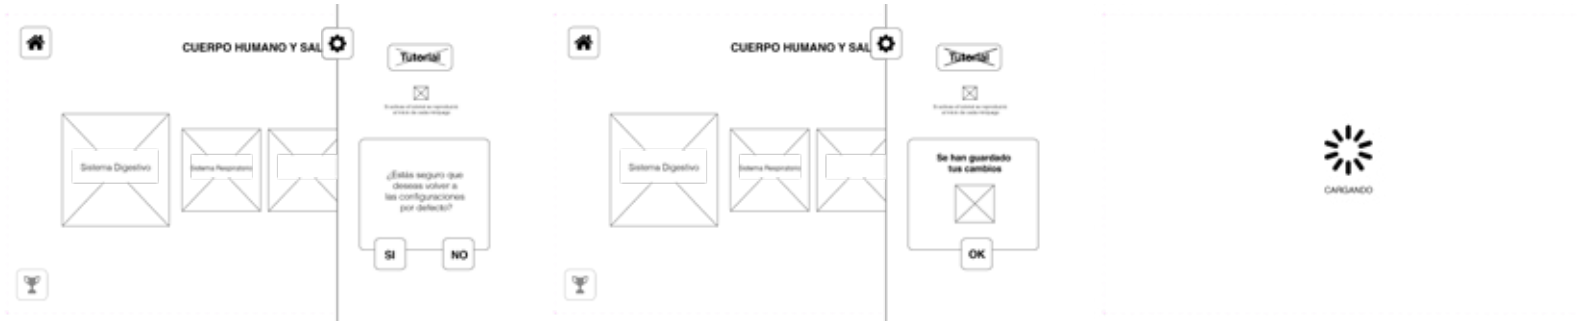 CUERPO HUMANO Y SAL
Tutorial
Sistema Digestivo
Sistema Respiratorio
¿Estás seguro que
deseas volver a
las configuraciones
por defecto?
SI
NO
CUERPO HUMANO Y SAL
Tutorial
Sistema Digestivo
Sistema Respiratorio
Se han guardado
tus cambios
OK
CARGANDO